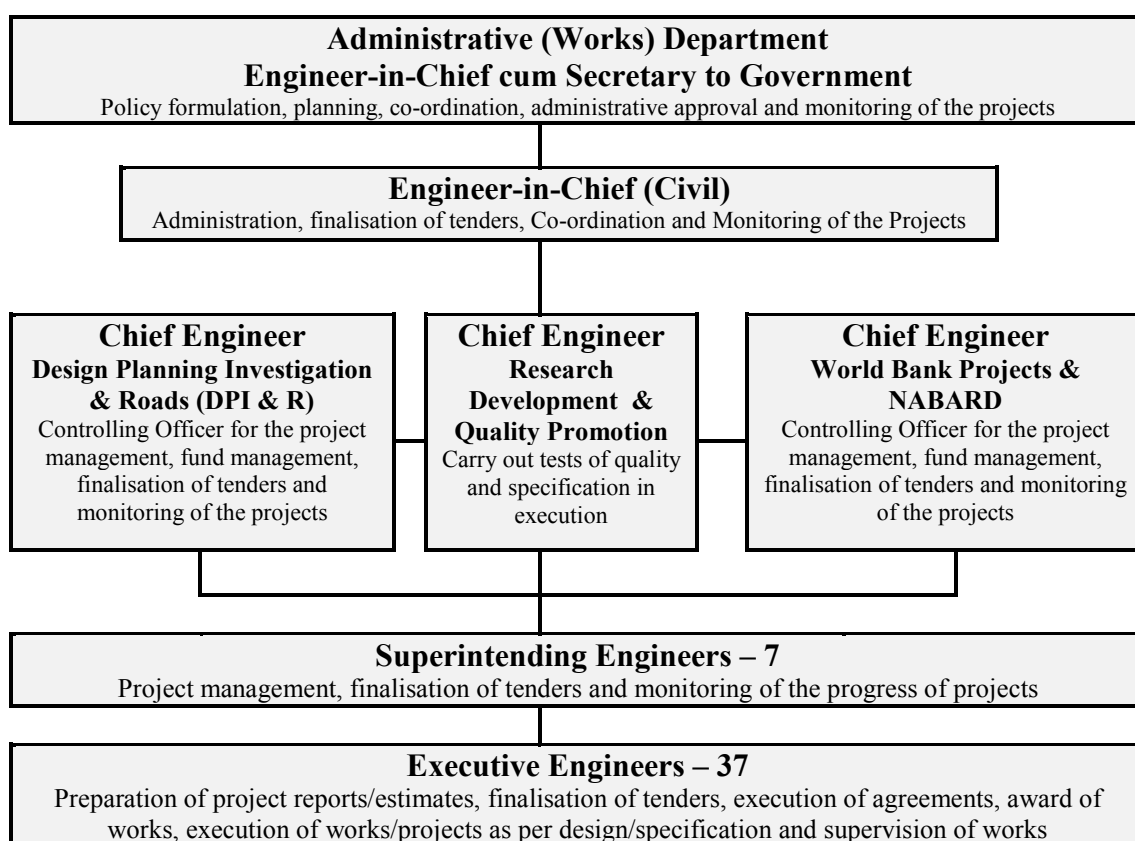 Administrative (Works) Department
Engineer-in-Chief cum Secretary to Government
Policy formulation, planning, co-ordination, administrative approval and monitoring of the projects
Engineer-in-Chief (Civil)
Administration, finalisation of tenders, Co-ordination and Monitoring of the Projects
Chief Engineer
Design Planning Investigation
& Roads (DPI & R)
Controlling Officer for the project
management, fund management,
finalisation of tenders and
monitoring of the projects
Chief Engineer
Research
Development &
Quality Promotion
Carry out tests of quality
and specification in
execution
Chief Engineer
World Bank Projects &
NABARD
Controlling Officer for the project
management, fund management,
finalisation of tenders and monitoring
of the projects
Superintending Engineers – 7
Project management, finalisation of tenders and monitoring of the progress of projects
Executive Engineers – 37
Preparation of project reports/estimates, finalisation of tenders, execution of agreements, award of
works, execution of works/projects as per design/specification and supervision of works